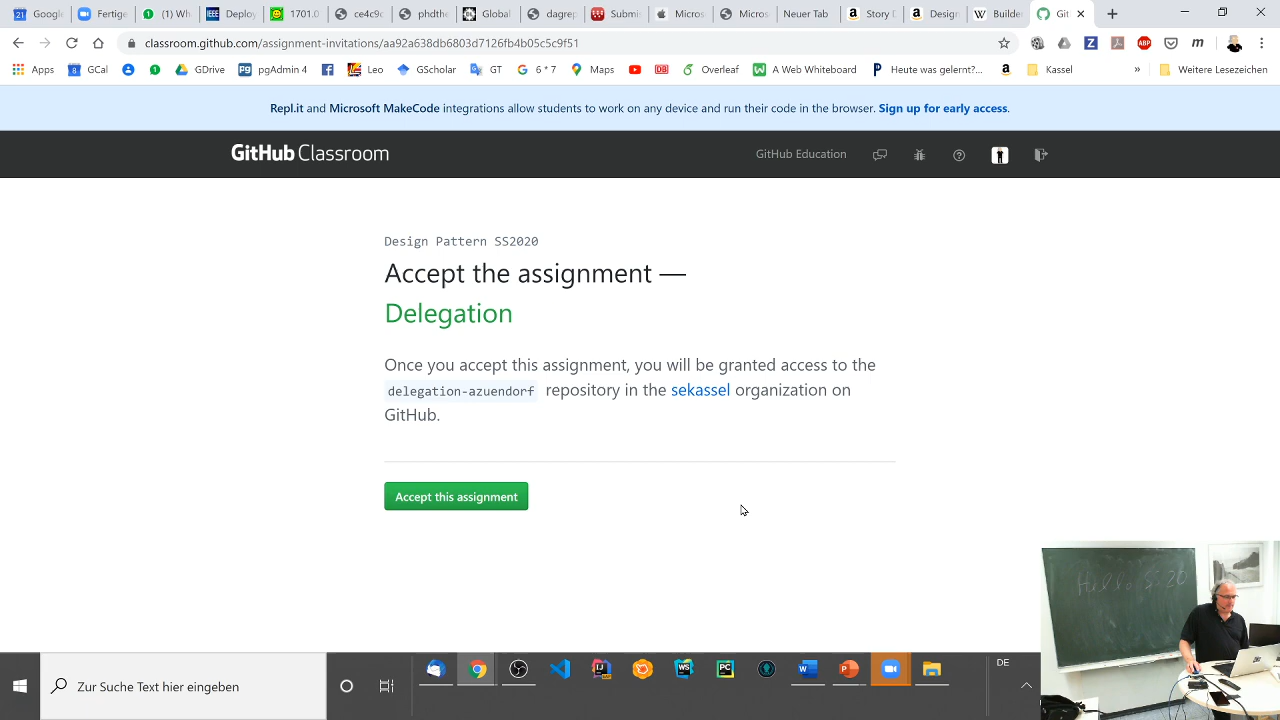 Google
Fertige
(1) Wh
Deploy
1701.0
ce4c9c
phdthe
Global
dagrep
Submis
Micros
Micros
Neuer Tab
Story
Design
Builde
Git
classroom.github.com/assignment-invitations/aa92a638db6803d7126fb4b05c5c9f51
Apps GCal GDrive pgAdmin 4 Leo GScholar GT 6 * 7 Maps Overleaf A Web Whiteboard Heute was gelernt?... Kassel » Weitere Lesezeichen
Repl.it and Microsoft MakeCode integrations allow students to work on any device and run their code in the browser. Sign up for early access.
GitHub Classroom
GitHub Education
Design Pattern SS2020
Accept the assignment —
Delegation
Once you accept this assignment, you will be granted access to the
delegation-azuendorf repository in the sekassel organization on
GitHub.
Accept this assignment
Zur Suche Text hier eingeben
DE